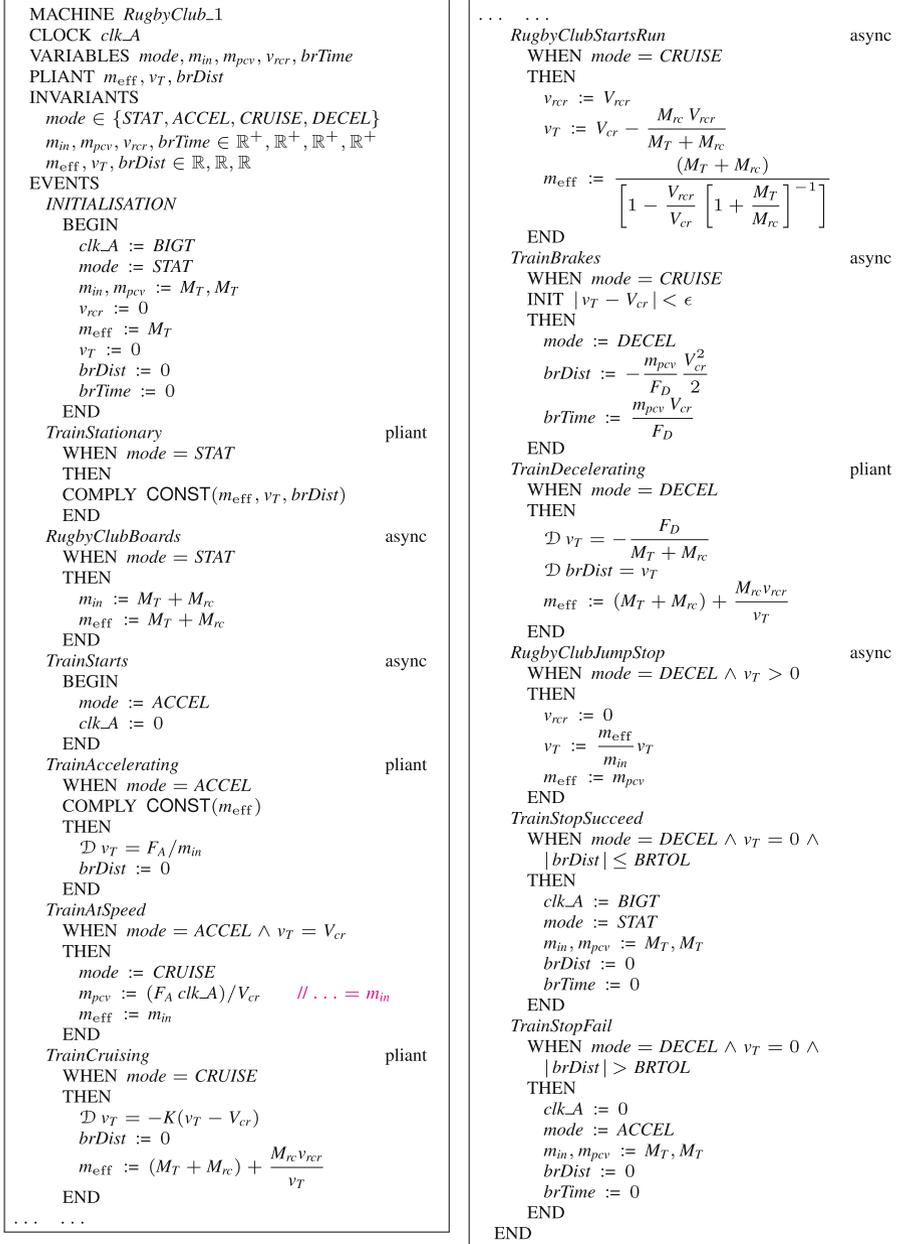 MACHINE RugbyClub_1
CLOCK clk_A
VARIABLES mode, m_in, m_pcv, v_rcr, brTime
PLIANT m_eff, v_T, brDist
INVARIANTS
mode ∈ {STAT, ACCEL, CRUISE, DECEL}
m_in, m_pcv, v_rcr, brTime ∈ ℝ⁺, ℝ⁺, ℝ⁺, ℝ⁺
m_eff, v_T, brDist ∈ ℝ, ℝ, ℝ
EVENTS
INITIALISATION
BEGIN
clk_A := BIGT
mode := STAT
m_in, m_pcv := M_T, M_T
v_rcr := 0
m_eff := M_T
v_T := 0
brDist := 0
brTime := 0
END
TrainStationary pliant
WHEN mode = STAT
THEN
COMPLY CONST(m_eff, v_T, brDist)
END
RugbyClubBoards async
WHEN mode = STAT
THEN
m_in := M_T + M_rc
m_eff := M_T + M_rc
END
TrainStarts async
BEGIN
mode := ACCEL
clk_A := 0
END
TrainAccelerating pliant
WHEN mode = ACCEL
COMPLY CONST(m_eff)
THEN
𝒟 v_T = F_A/m_in
brDist := 0
END
TrainAtSpeed
WHEN mode = ACCEL ∧ v_T = V_cr
THEN
mode := CRUISE
m_pcv := (F_A clk_A)/V_cr // . . . = m_in
m_eff := m_in
END
TrainCruising pliant
WHEN mode = CRUISE
THEN
𝒟 v_T = −K(v_T − V_cr)
brDist := 0
m_eff := (M_T + M_rc) + M_rc v_rcr / v_T
END
. . . . . .
. . . . . .
RugbyClubStartsRun async
WHEN mode = CRUISE
THEN
v_rcr := V_rcr
v_T := V_cr − M_rc V_rcr / M_T + M_rc
m_eff := (M_T + M_rc) / [1 − V_rcr / V_cr [1 + M_T / M_rc]⁻¹]
END
TrainBrakes async
WHEN mode = CRUISE
INIT |v_T − V_cr| < ϵ
THEN
mode := DECEL
brDist := − m_pcv / F_D V_cr² / 2
brTime := m_pcv V_cr / F_D
END
TrainDecelerating pliant
WHEN mode = DECEL
THEN
𝒟 v_T = − F_D / M_T + M_rc
𝒟 brDist = v_T
m_eff := (M_T + M_rc) + M_rc v_rcr / v_T
END
RugbyClubJumpStop async
WHEN mode = DECEL ∧ v_T > 0
THEN
v_rcr := 0
v_T := m_eff / m_in v_T
m_eff := m_pcv
END
TrainStopSucceed
WHEN mode = DECEL ∧ v_T = 0 ∧
|brDist| ≤ BRTOL
THEN
clk_A := BIGT
mode := STAT
m_in, m_pcv := M_T, M_T
brDist := 0
brTime := 0
END
TrainStopFail
WHEN mode = DECEL ∧ v_T = 0 ∧
|brDist| > BRTOL
THEN
clk_A := 0
mode := ACCEL
m_in, m_pcv := M_T, M_T
brDist := 0
brTime := 0
END
END